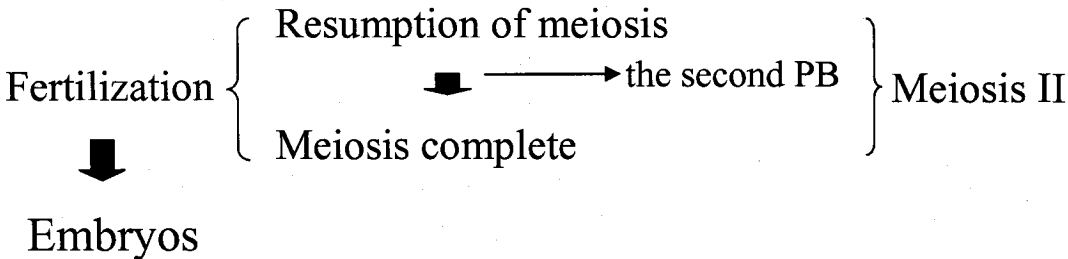 Resumption of meiosis
Fertilization
the second PB
Meiosis II
Meiosis complete
Embryos